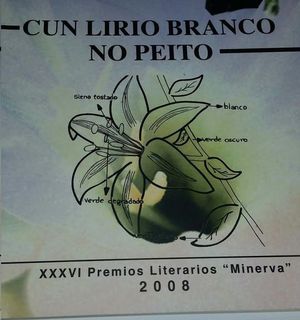 CUN LIRIO BRANCO
NO PEITO
siena tostado
blanco
verde oscuro
verde degradado
XXXVI Premios Literarios "Minerva"
2008